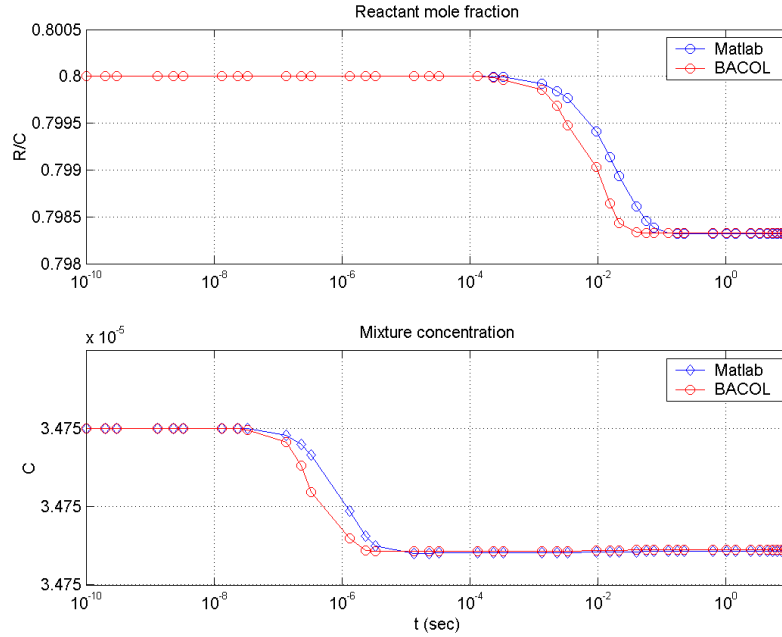 Reactant mole fraction
0.8005
0.8
0.7995
0.799
0.7985
0.798
R/C
Matlab
BACOL
10^-10 10^-8 10^-6 10^-4 10^-2 10^0
x 10^-5
Mixture concentration
3.475
3.475
3.475
C
Matlab
BACOL
10^-10 10^-8 10^-6 10^-4 10^-2 10^0
t (sec)